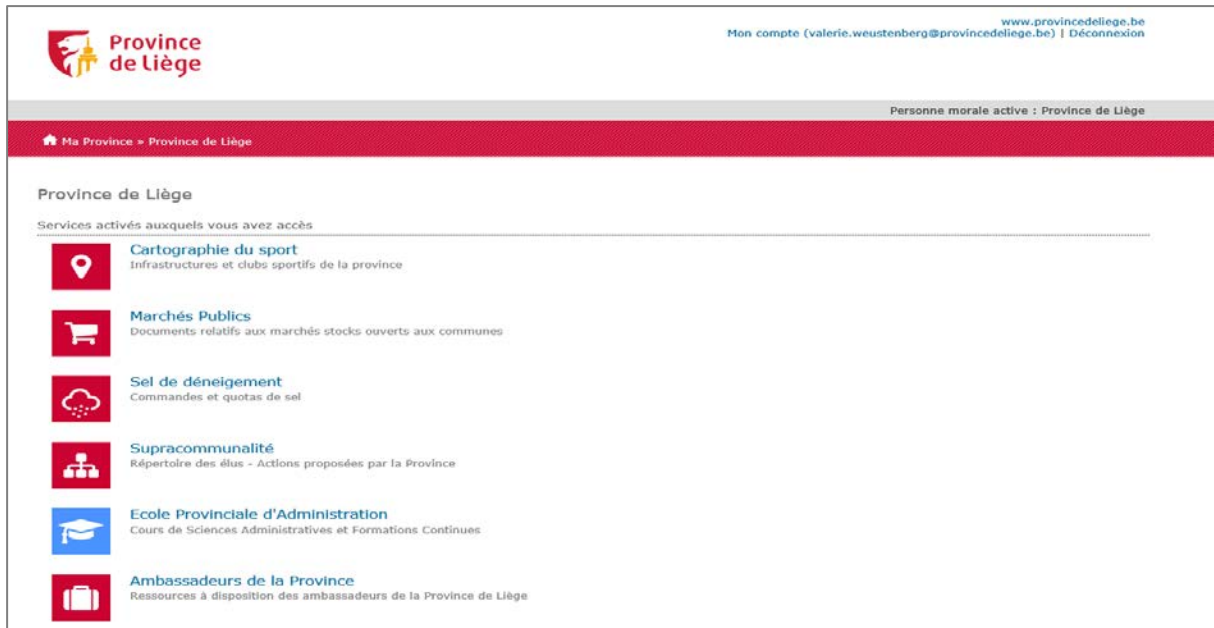 Province
de Liège
www.provincedeliege.be
Mon compte (valerie.weustenberg@provincedeliege.be) | Déconnexion
Personne morale active : Province de Liège
Ma Province » Province de Liège
Province de Liège
Services activés auxquels vous avez accès
Cartographie du sport
Infrastructures et clubs sportifs de la province
Marchés Publics
Documents relatifs aux marchés stocks ouverts aux communes
Sel de déneigement
Commandes et quotas de sel
Supracommunalité
Répertoire des élus - Actions proposées par la Province
Ecole Provinciale d'Administration
Cours de Sciences Administratives et Formations Continues
Ambassadeurs de la Province
Ressources à disposition des ambassadeurs de la Province de Liège